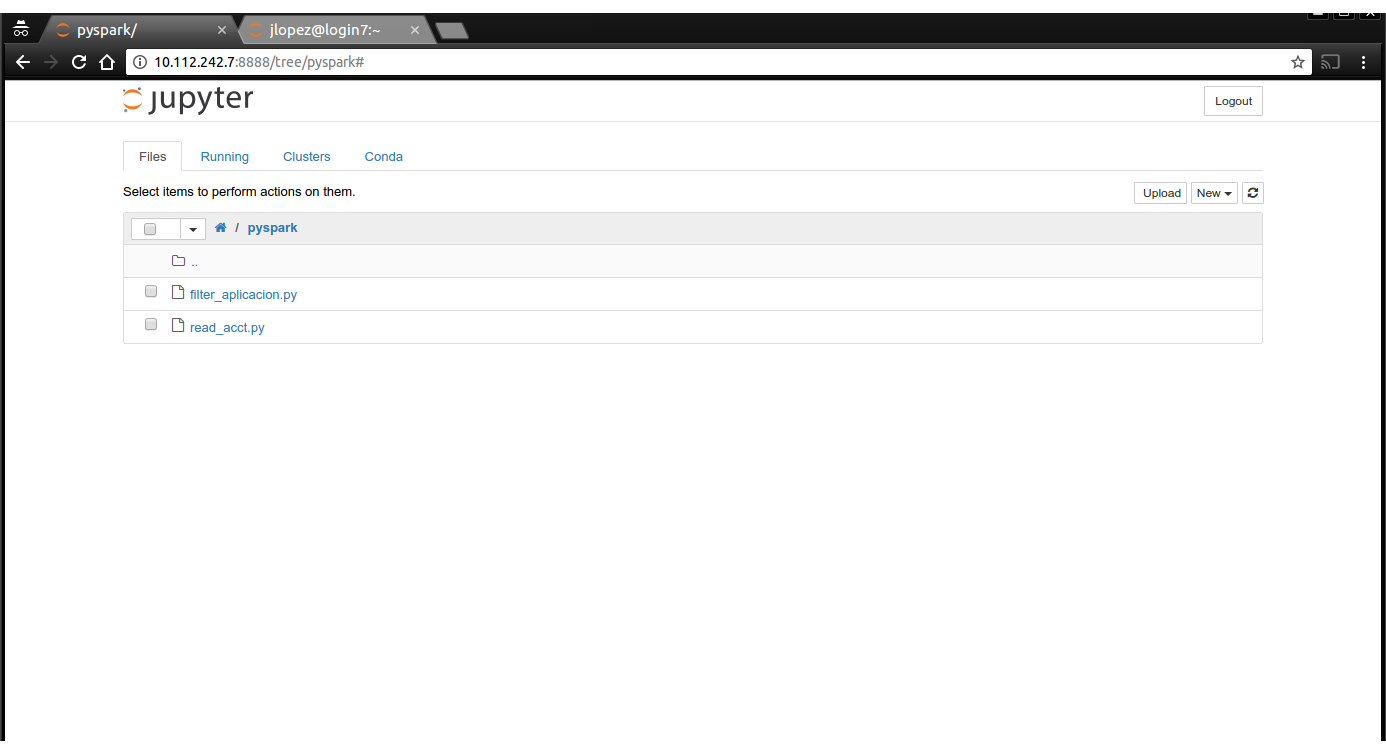 pyspark/ jlopez@login7:~
10.112.242.7:8888/tree/pyspark#
jupyter Logout
Files Running Clusters Conda
Select items to perform actions on them. Upload New
/ pyspark
..
filter_aplicacion.py
read_acct.py